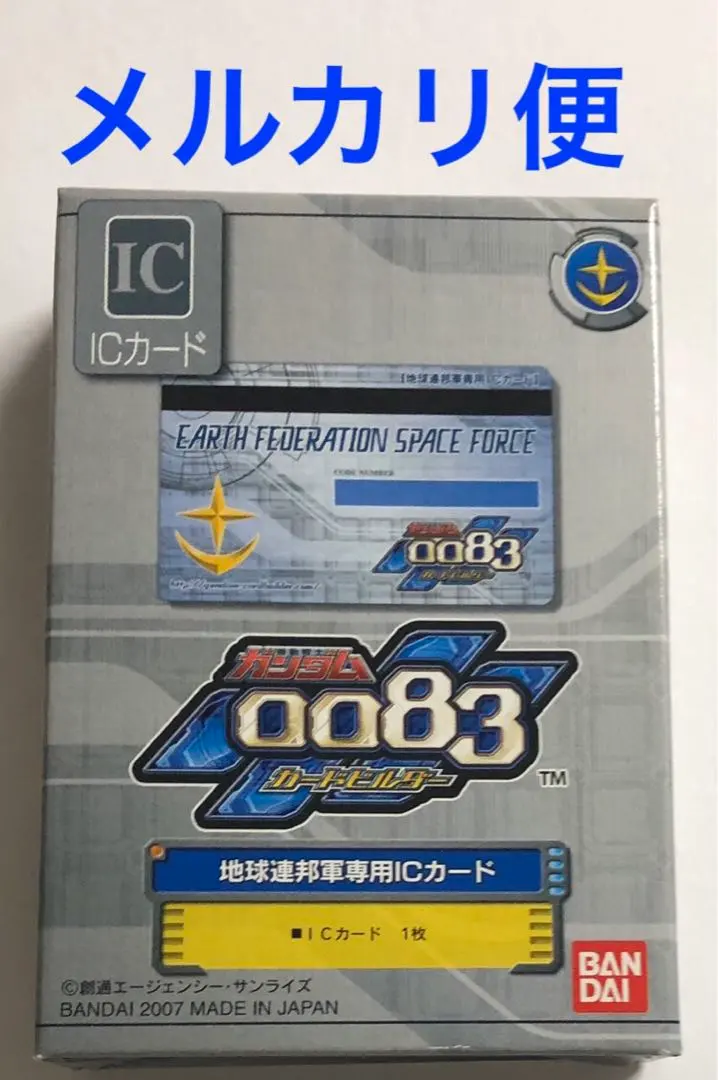 メルカリ便
IC
ICカード
【地球連邦軍専用ICカード】
EARTH FEDERATION SPACE FORCE
CODE NUMBER
ガンダム
0083
カードビルダー
機動戦士
ガンダム
0083
カードビルダー
TM
地球連邦軍専用ICカード
■ICカード 1枚
©創通エージェンシー・サンライズ
BANDAI 2007 MADE IN JAPAN
BAN
DAI